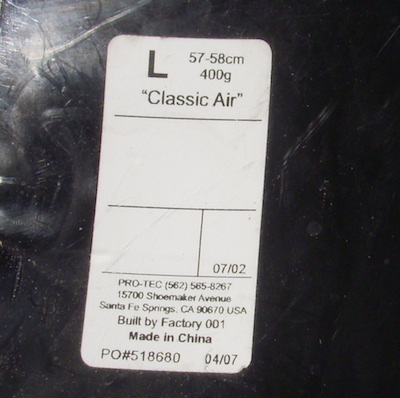 L 57-58cm
400g
"Classic Air"
07/02
PRO-TEC (562) 565-8267
15700 Shoemaker Avenue
Santa Fe Springs, CA 90670 USA
Built by Factory 001
Made in China
PO#518680 04/07